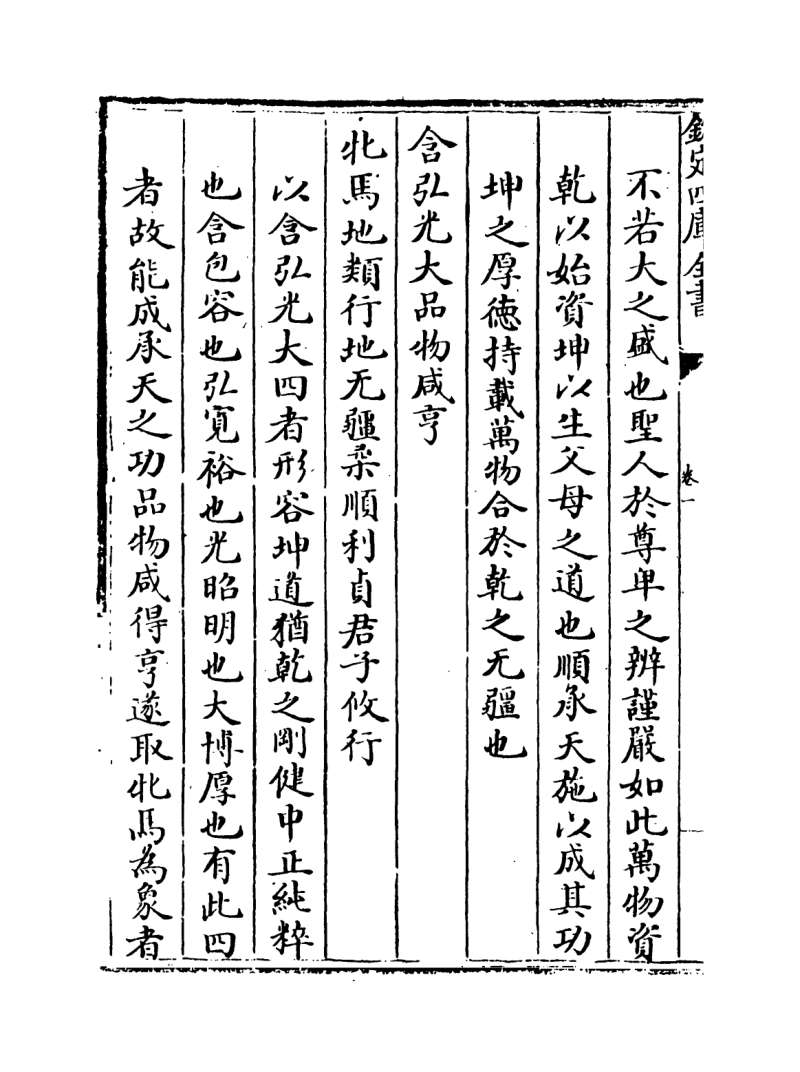 欽定四庫全書
卷一
不若大之盛也聖人於尊卑之辨謹嚴如此萬物資
乾以始資坤以生父母之道也順承天施以成其功
坤之厚徳持載萬物合於乾之无疆也
含弘光大品物咸亨
牝馬地類行地无疆柔順利貞君子攸行
以含弘光大四者形容坤道猶乾之剛健中正純粹
也含包容也弘寛裕也光昭明也大博厚也有此四
者故能成承天之功品物咸得亨遂取牝馬為象者